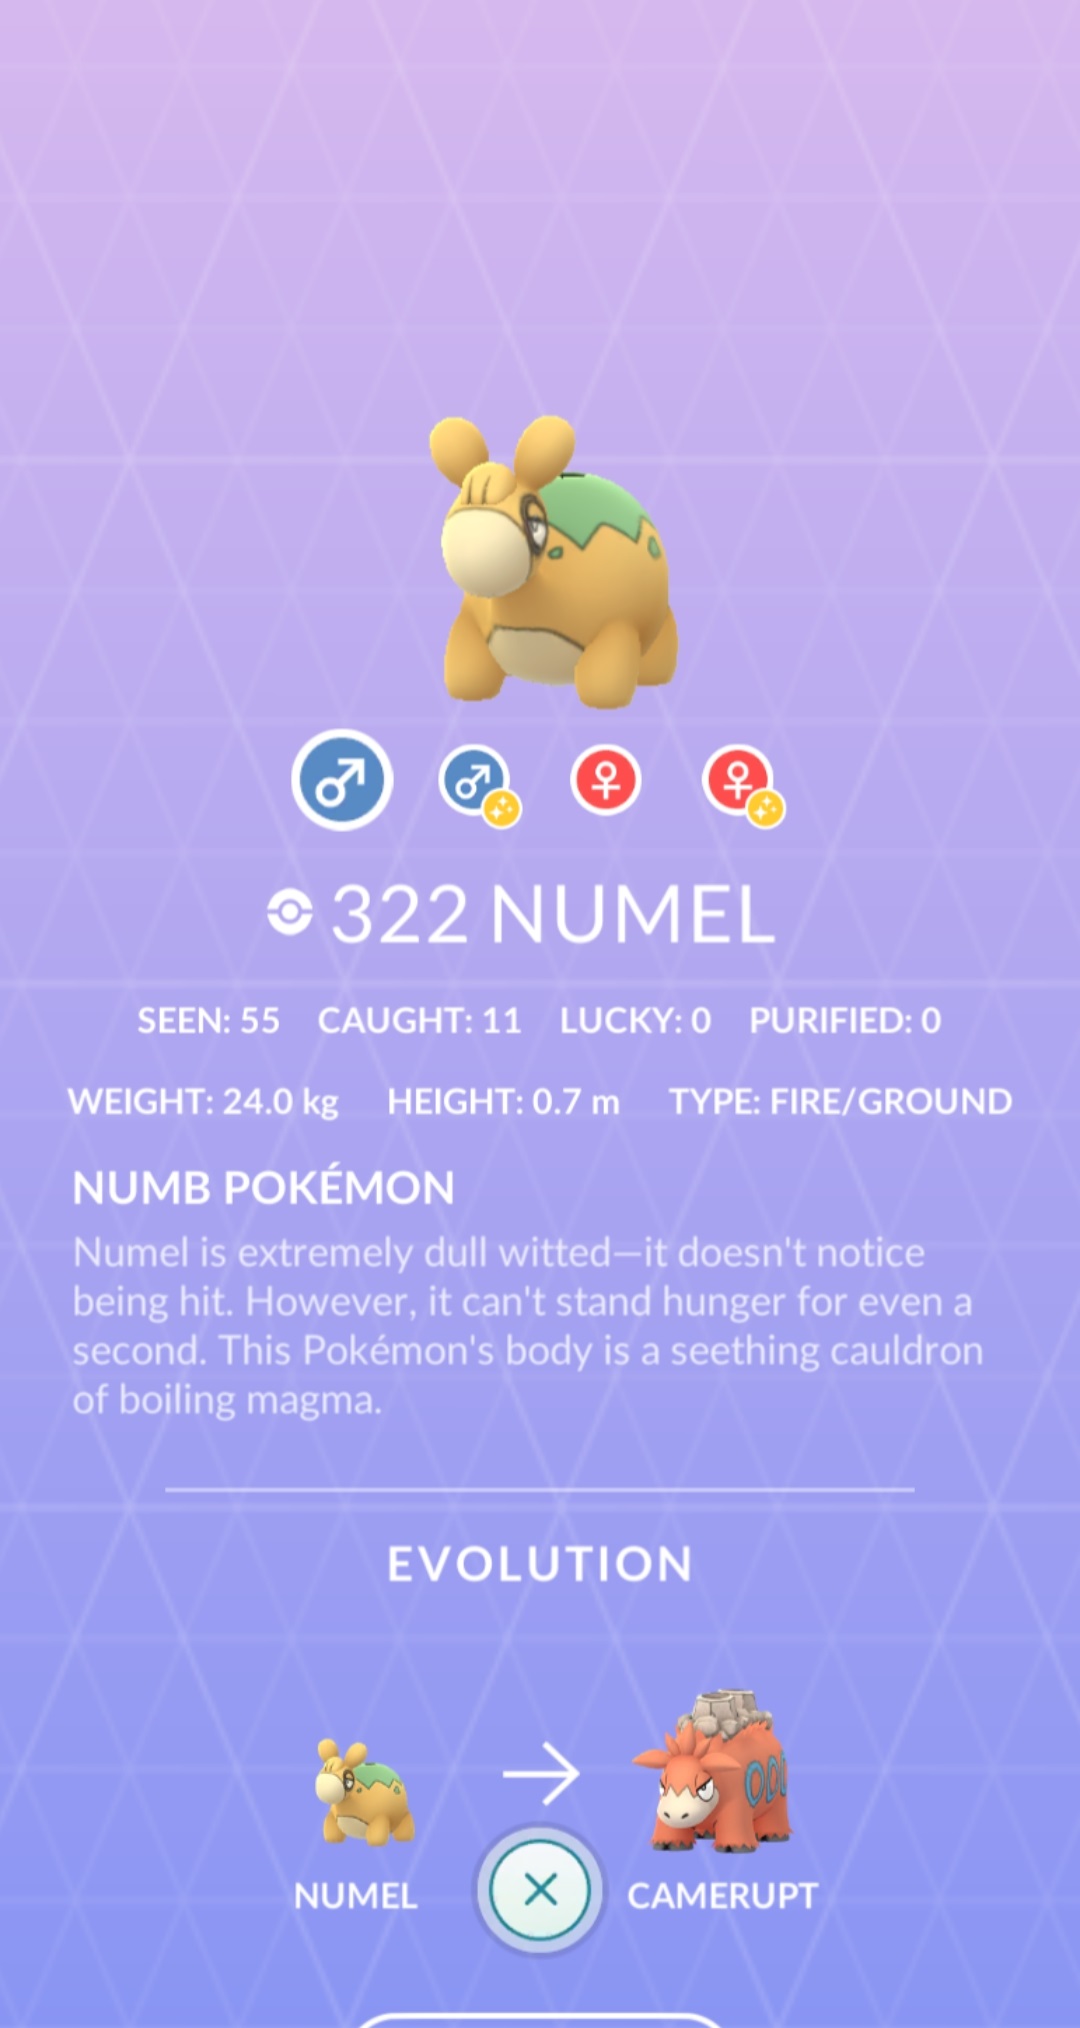 322 NUMEL
SEEN: 55 CAUGHT: 11 LUCKY: 0 PURIFIED: 0
WEIGHT: 24.0 kg HEIGHT: 0.7 m TYPE: FIRE/GROUND
NUMB POKÉMON
Numel is extremely dull witted—it doesn't notice
being hit. However, it can't stand hunger for even a
second. This Pokémon's body is a seething cauldron
of boiling magma.
EVOLUTION
NUMEL CAMERUPT